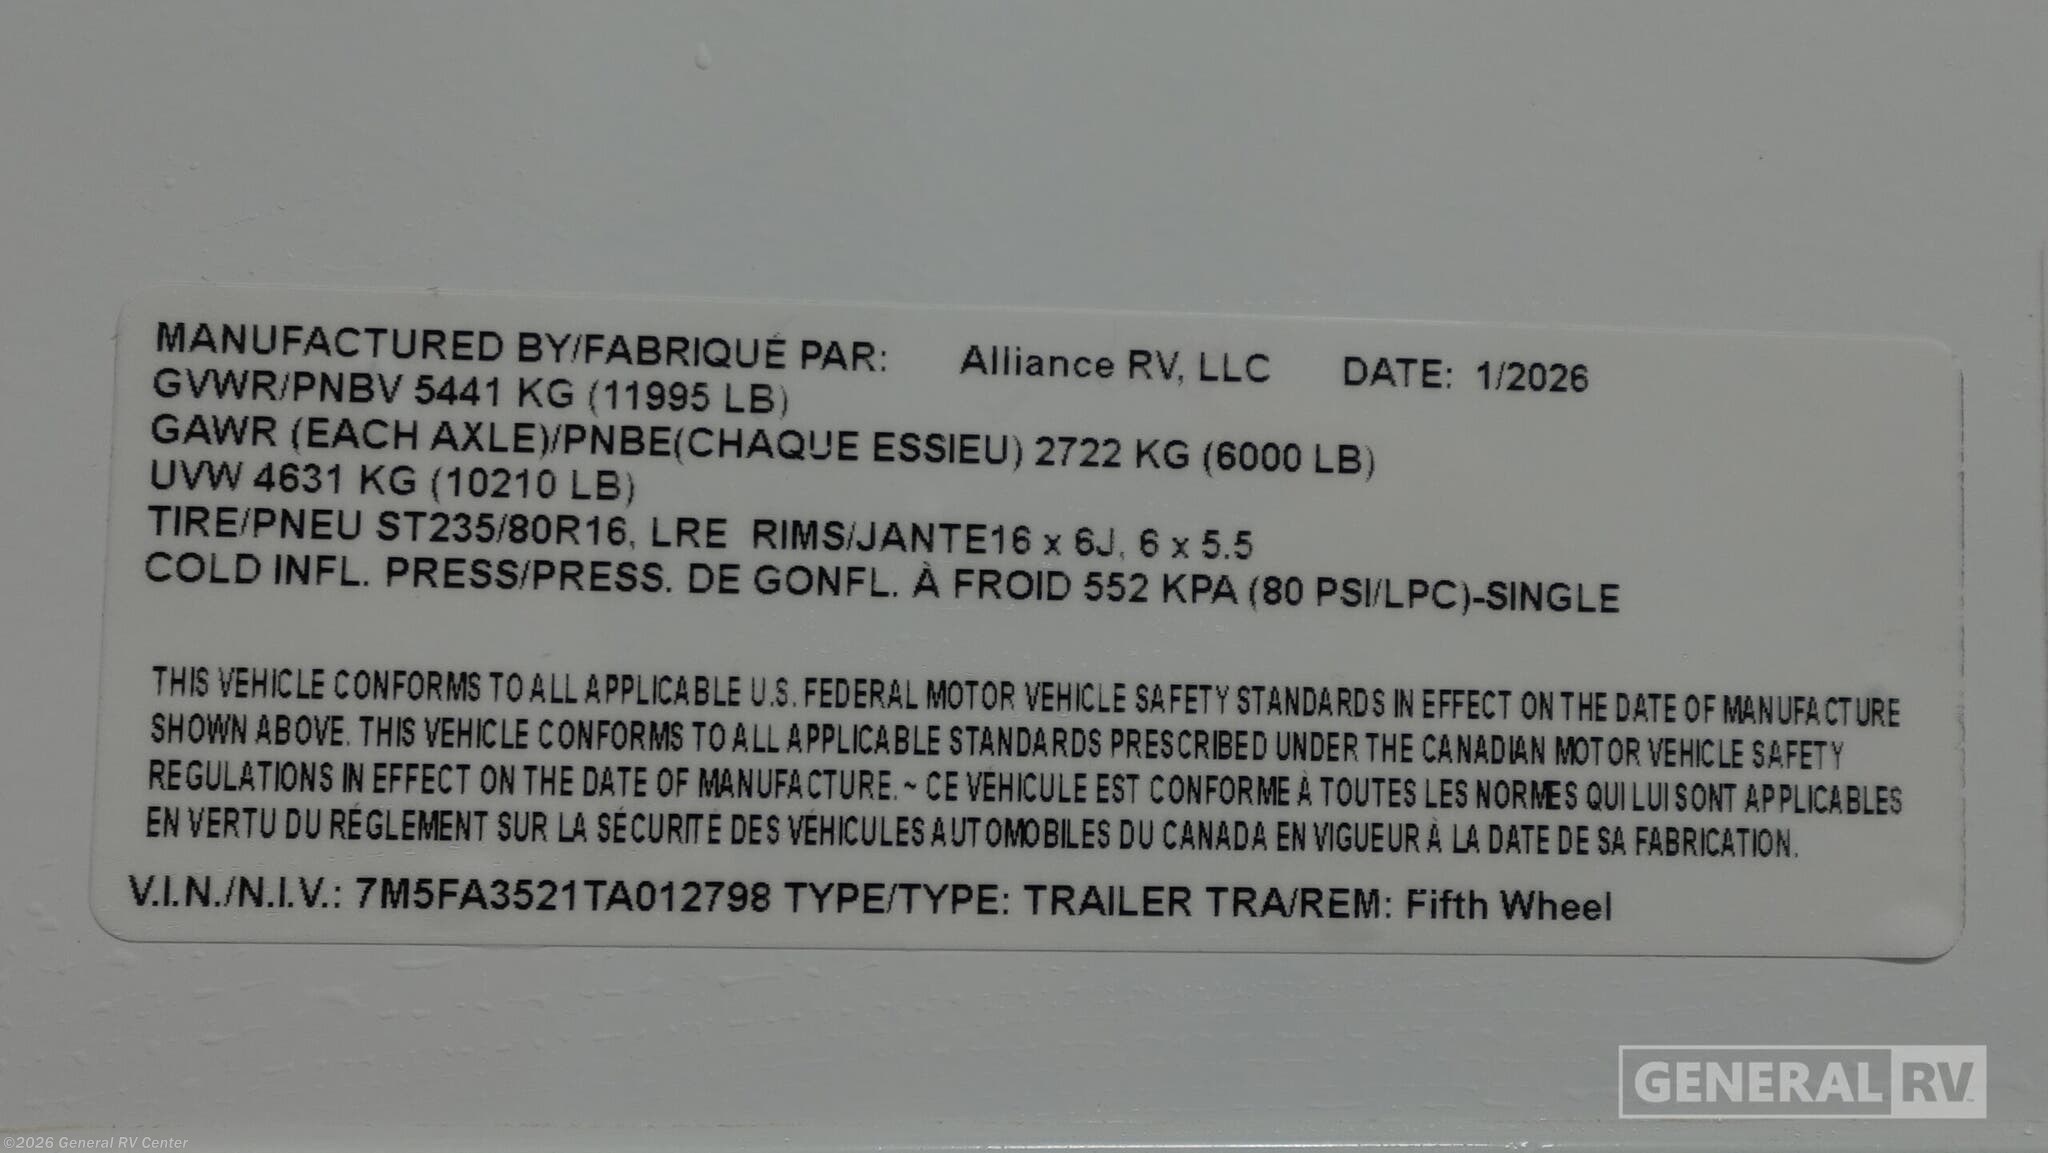 MANUFACTURED BY/FABRIQUÉ PAR: Alliance RV, LLC DATE: 1/2026
GVWR/PNBV 5441 KG (11995 LB)
GAWR (EACH AXLE)/PNBE(CHAQUE ESSIEU) 2722 KG (6000 LB)
UVW 4631 KG (10210 LB)
TIRE/PNEU ST235/80R16, LRE RIMS/JANTE16 x 6J, 6 x 5.5
COLD INFL. PRESS/PRESS. DE GONFL. À FROID 552 KPA (80 PSI/LPC)-SINGLE
THIS VEHICLE CONFORMS TO ALL APPLICABLE U.S. FEDERAL MOTOR VEHICLE SAFETY STANDARDS IN EFFECT ON THE DATE OF MANUFACTURE
SHOWN ABOVE. THIS VEHICLE CONFORMS TO ALL APPLICABLE STANDARDS PRESCRIBED UNDER THE CANADIAN MOTOR VEHICLE SAFETY
REGULATIONS IN EFFECT ON THE DATE OF MANUFACTURE. ~ CE VÉHICULE EST CONFORME À TOUTES LES NORMES QUI LUI SONT APPLICABLES
EN VERTU DU RÉGLEMENT SUR LA SÉCURITÉ DES VÉHICULES AUTOMOBILES DU CANADA EN VIGUEUR À LA DATE DE SA FABRICATION.
V.I.N./N.I.V.: 7M5FA3521TA012798 TYPE/TYPE: TRAILER TRA/REM: Fifth Wheel
GENERAL RV
©2026 General RV Center